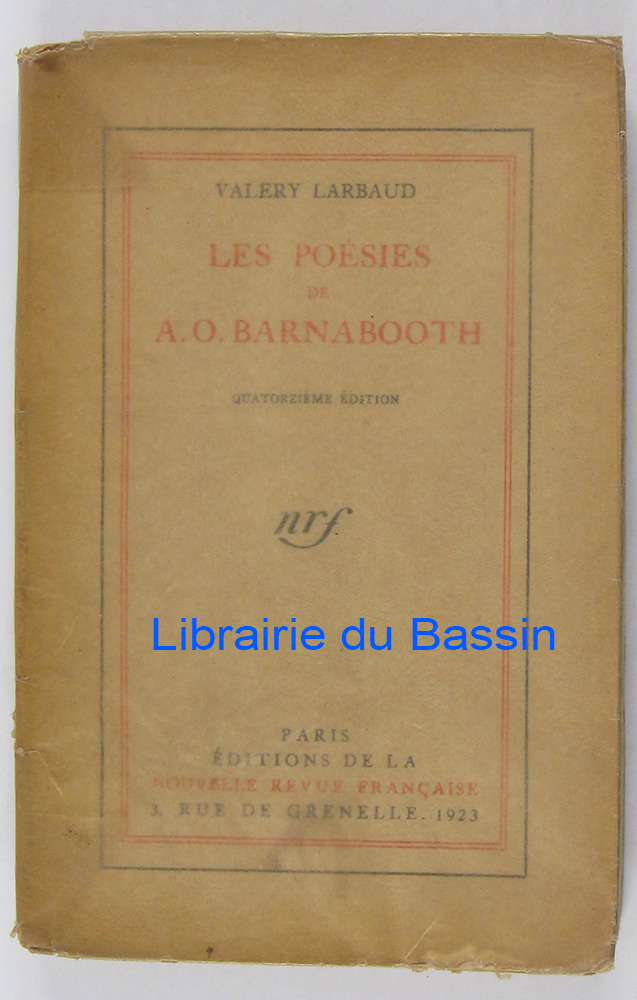 VALERY LARBAUD
LES POÉSIES
DE
A. O. BARNABOOTH
QUATORZIÈME ÉDITION
nrf
Librairie du Bassin
PARIS
ÉDITIONS DE LA
NOUVELLE REVUE FRANÇAISE
3, RUE DE GRENELLE. 1923